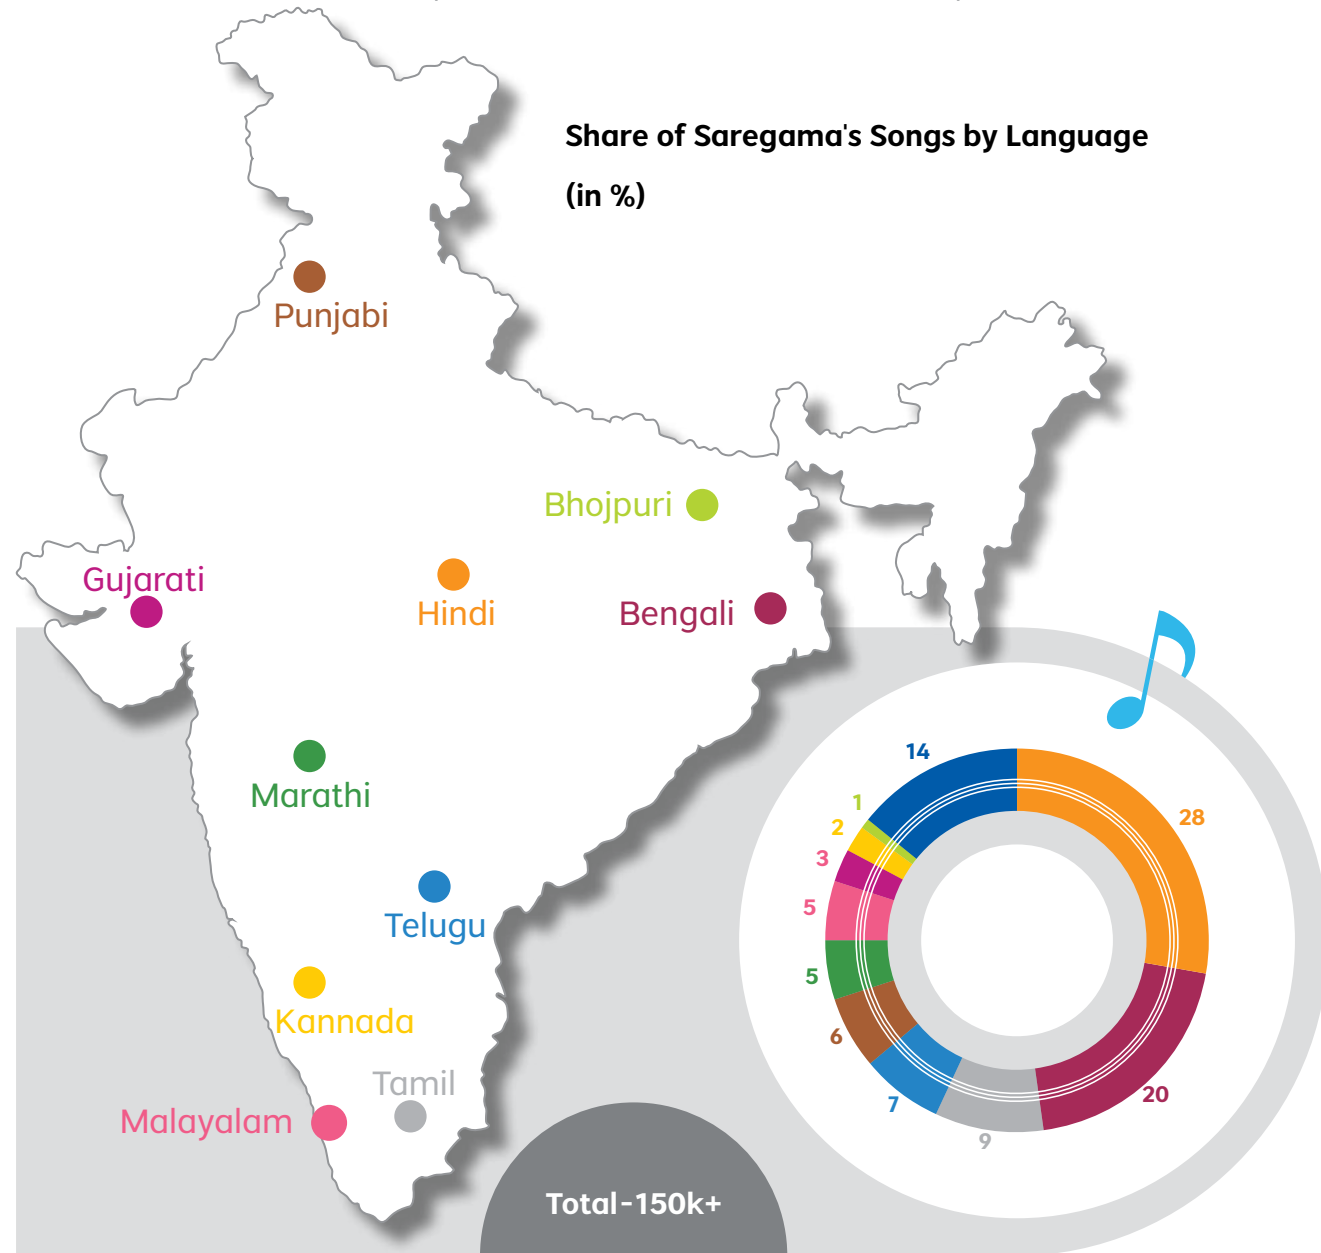 Share of Saregama's Songs by Language
(in %)
Punjabi
Bhojpuri
Gujarati
Hindi
Bengali
Marathi
Telugu
Kannada
Tamil
Malayalam
14
1
2
3
5
5
6
7
9
20
28
Total-150k+